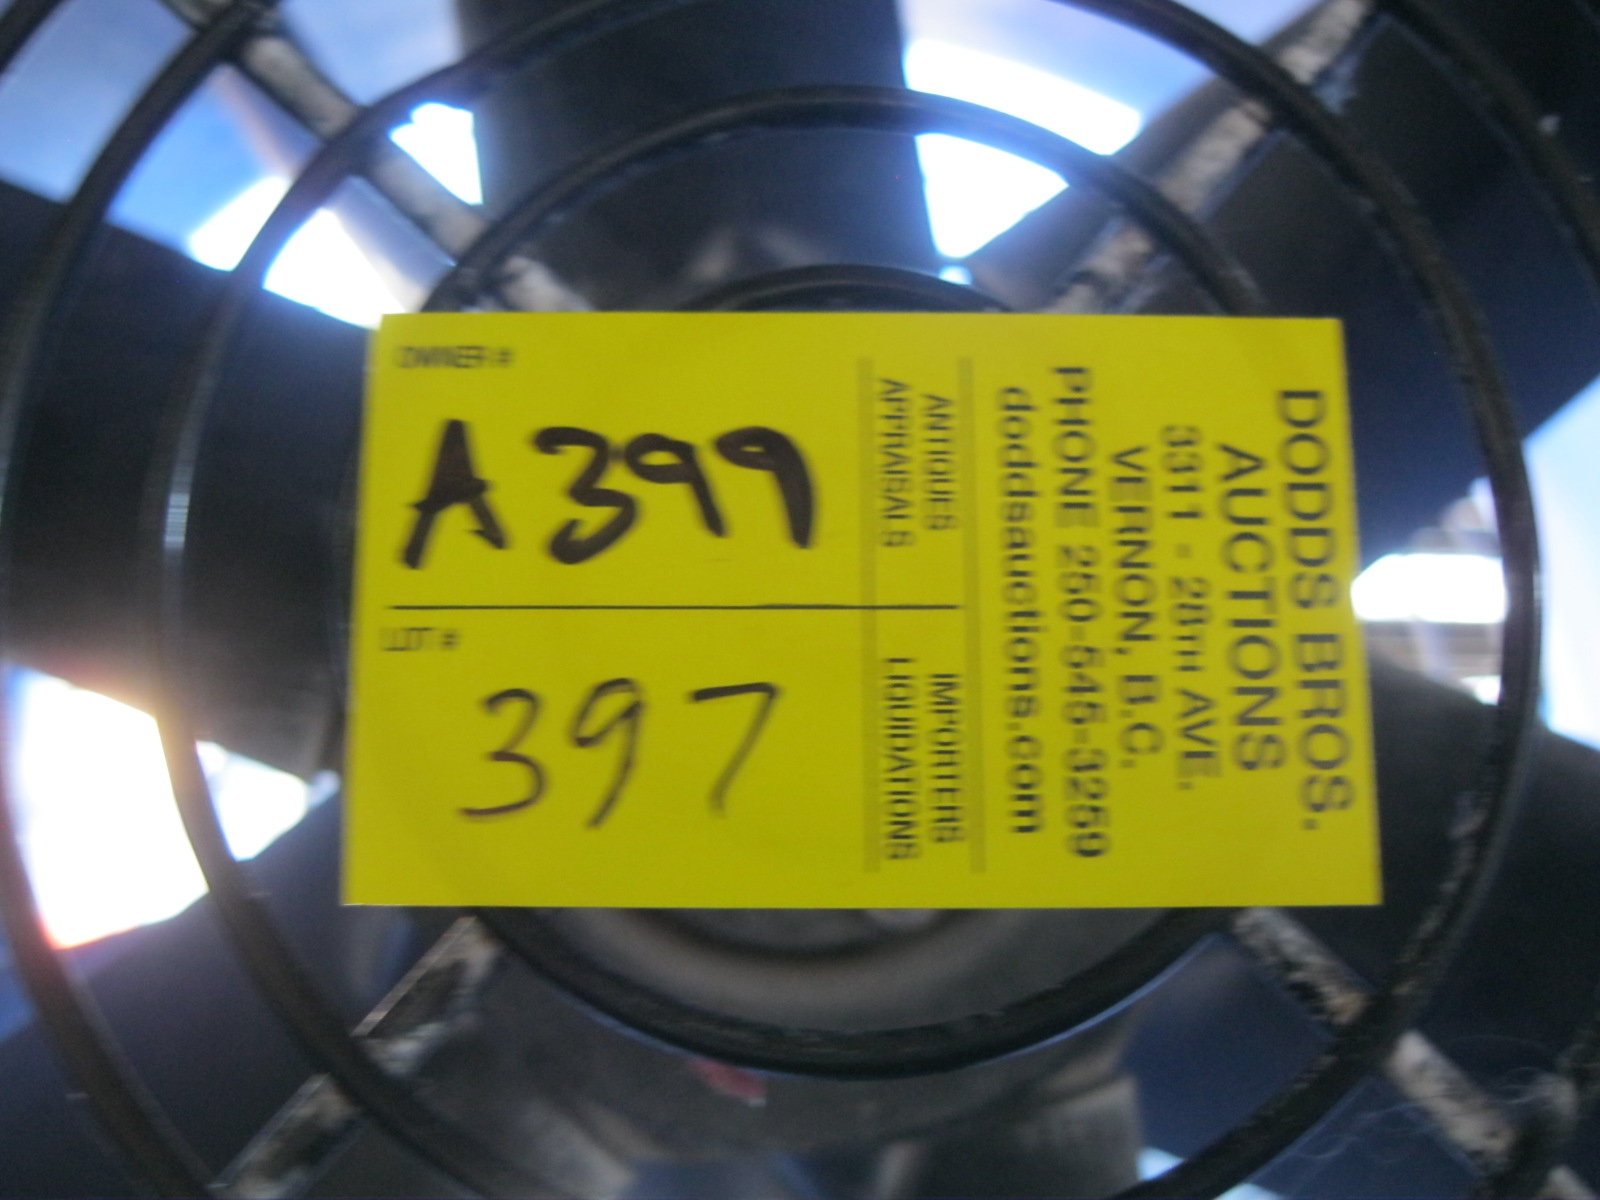 DODDS BROS.
AUCTIONS
3311 - 28TH AVE.
VERNON, B.C.
PHONE 250-545-3259
doddsauctions.com
ANTIQUES
APPRAISALS
IMPORTERS
LIQUIDATIONS
OWNER #
A399
LOT #
397